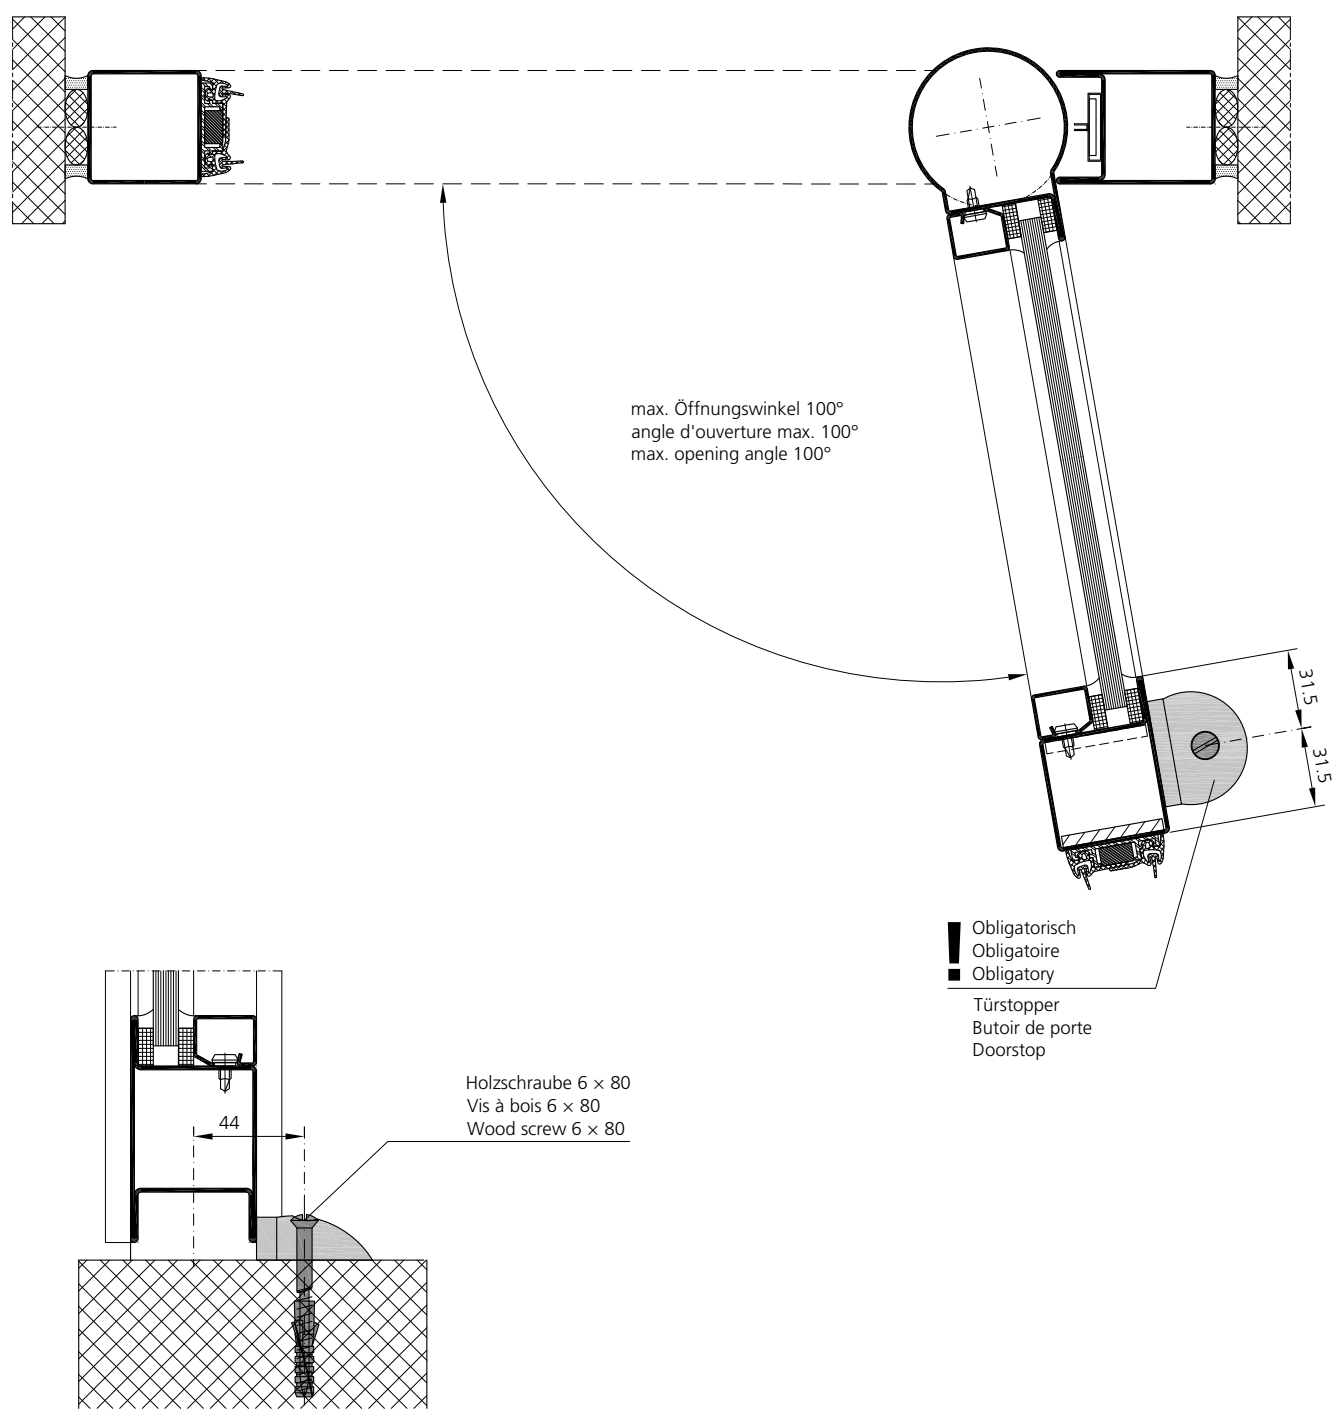 max. Öffnungswinkel 100°
angle d'ouverture max. 100°
max. opening angle 100°
31.5
31.5
Obligatorisch
Obligatoire
Obligatory
Türstopper
Butoir de porte
Doorstop
Holzschraube 6 × 80
Vis à bois 6 × 80
Wood screw 6 × 80
44